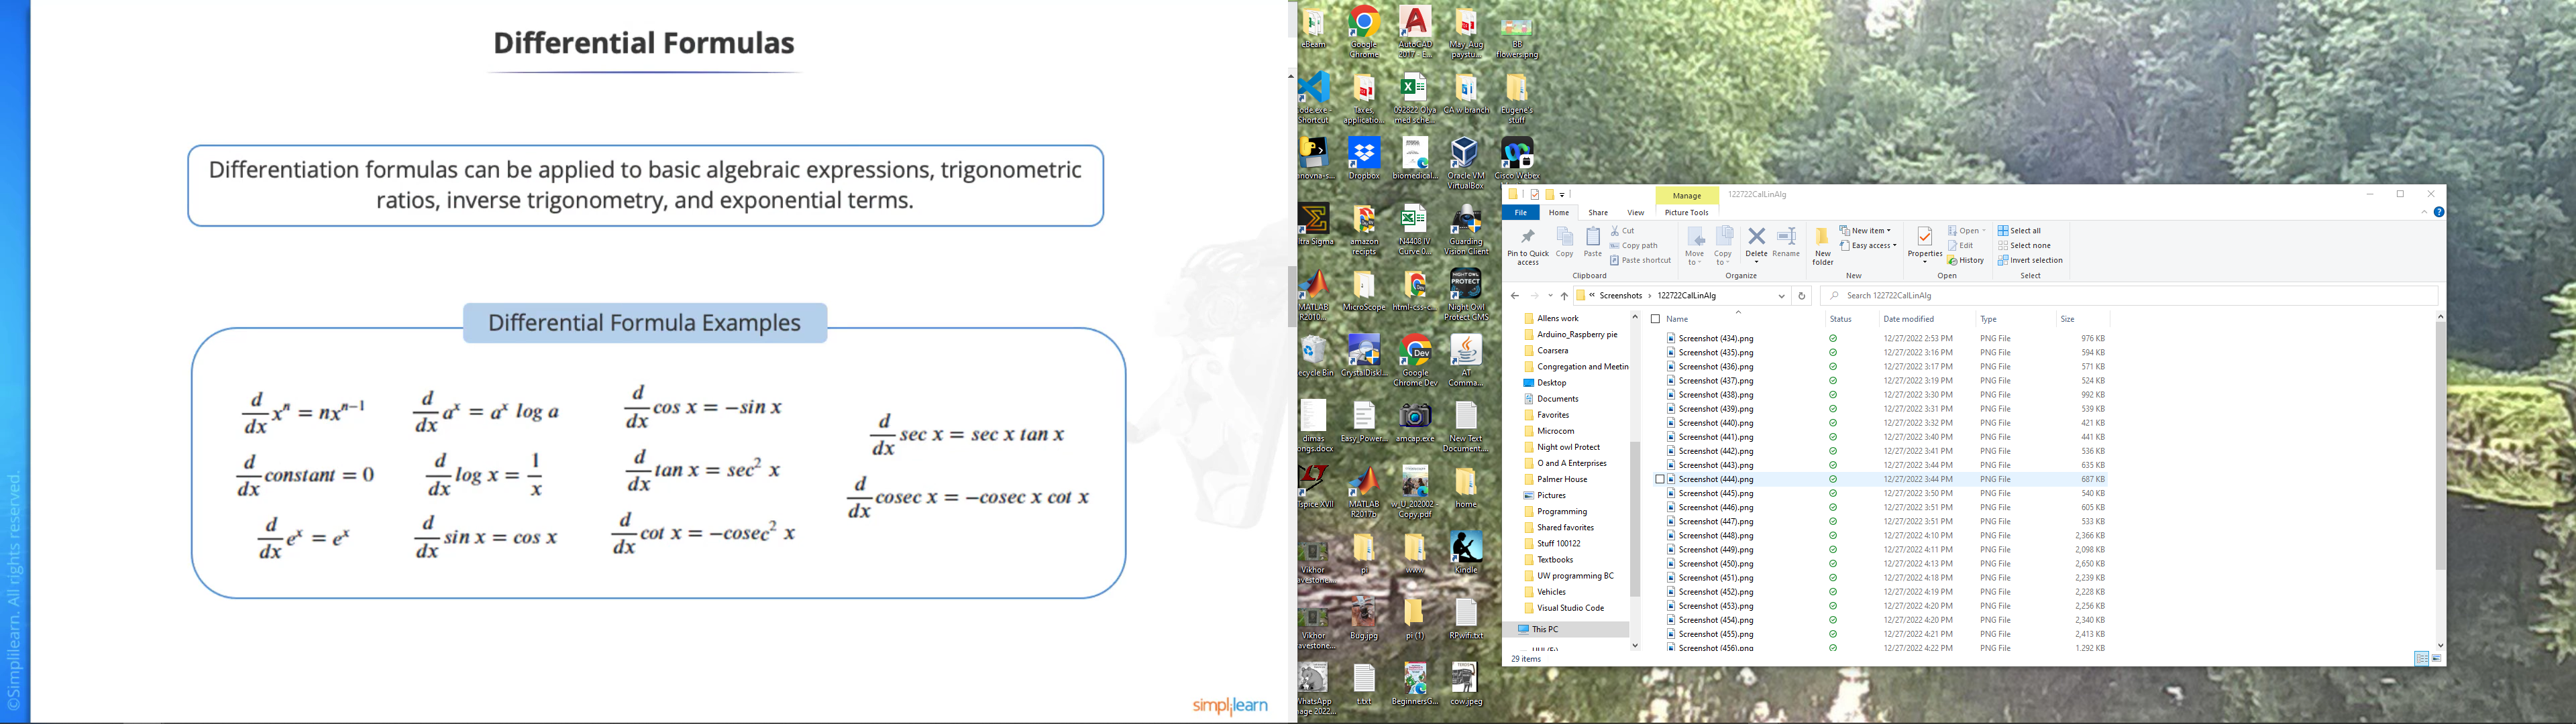 Differential Formulas
Differentiation formulas can be applied to basic algebraic expressions, trigonometric
ratios, inverse trigonometry, and exponential terms.
Differential Formula Examples
d/dx xⁿ = nxⁿ⁻¹
d/dx constant = 0
d/dx eˣ = eˣ
d/dx aˣ = aˣ log a
d/dx log x = 1/x
d/dx sin x = cos x
d/dx cos x = −sin x
d/dx tan x = sec² x
d/dx cot x = −cosec² x
d/dx sec x = sec x tan x
d/dx cosec x = −cosec x cot x
©Simplilearn. All rights reserved.
simplilearn
eBeam
Google
Chrome
AutoCAD
2017 - E...
May_Aug
paystu...
BB
flowers.png
ode.exe -
Shortcut
Taxes,
applicatio...
092822 Olya
med sche...
CA w branch
Eugene's
stuff
anovna-s...
Dropbox
biomedical...
Oracle VM
VirtualBox
Cisco Webex
ltra Sigma
amazon
recipts
N4408 IV
Curve 0...
Guarding
Vision Client
MATLAB
R2010...
MicroScope
html-css-c...
Night Owl
Protect CMS
ecycle Bin
CrystalDiskI...
Google
Chrome Dev
AT
Comma...
dimas
ongs.docx
Easy_Power...
amcap.exe
New Text
Document...
tspice XVII
MATLAB
R2017b
w_U_202002 -
Copy.pdf
home
Vikhor
avestone...
pi
www
Kindle
Vikhor
avestone...
Bug.jpg
pi (1)
RPwifi.txt
WhatsApp
age 2022...
t.txt
BeginnersG...
cow.jpeg
Manage
122722CalLinAlg
File
Home
Share
View
Picture Tools
Pin to Quick
access
Copy
Paste
Cut
Copy path
Paste shortcut
Clipboard
Move
to
Copy
to
Delete
Rename
Organize
New
folder
New item
Easy access
New
Properties
Open
Edit
History
Open
Select all
Select none
Invert selection
Select
« Screenshots > 122722CalLinAlg
Search 122722CalLinAlg
Allens work
Arduino_Raspberry pie
Coarsera
Congregation and Meetin
Desktop
Documents
Favorites
Microcom
Night owl Protect
O and A Enterprises
Palmer House
Pictures
Programming
Shared favorites
Stuff 100122
Textbooks
UW programming BC
Vehicles
Visual Studio Code
This PC
Name Status Date modified Type Size
Screenshot (434).png 12/27/2022 2:53 PM PNG File 976 KB
Screenshot (435).png 12/27/2022 3:16 PM PNG File 594 KB
Screenshot (436).png 12/27/2022 3:17 PM PNG File 571 KB
Screenshot (437).png 12/27/2022 3:19 PM PNG File 524 KB
Screenshot (438).png 12/27/2022 3:30 PM PNG File 992 KB
Screenshot (439).png 12/27/2022 3:31 PM PNG File 539 KB
Screenshot (440).png 12/27/2022 3:32 PM PNG File 421 KB
Screenshot (441).png 12/27/2022 3:40 PM PNG File 441 KB
Screenshot (442).png 12/27/2022 3:41 PM PNG File 536 KB
Screenshot (443).png 12/27/2022 3:44 PM PNG File 635 KB
Screenshot (444).png 12/27/2022 3:44 PM PNG File 687 KB
Screenshot (445).png 12/27/2022 3:50 PM PNG File 540 KB
Screenshot (446).png 12/27/2022 3:51 PM PNG File 605 KB
Screenshot (447).png 12/27/2022 3:51 PM PNG File 533 KB
Screenshot (448).png 12/27/2022 4:10 PM PNG File 2,366 KB
Screenshot (449).png 12/27/2022 4:11 PM PNG File 2,098 KB
Screenshot (450).png 12/27/2022 4:13 PM PNG File 2,650 KB
Screenshot (451).png 12/27/2022 4:18 PM PNG File 2,239 KB
Screenshot (452).png 12/27/2022 4:19 PM PNG File 2,228 KB
Screenshot (453).png 12/27/2022 4:20 PM PNG File 2,256 KB
Screenshot (454).png 12/27/2022 4:20 PM PNG File 2,340 KB
Screenshot (455).png 12/27/2022 4:21 PM PNG File 2,413 KB
Screenshot (456).png 12/27/2022 4:22 PM PNG File 1,292 KB
29 items